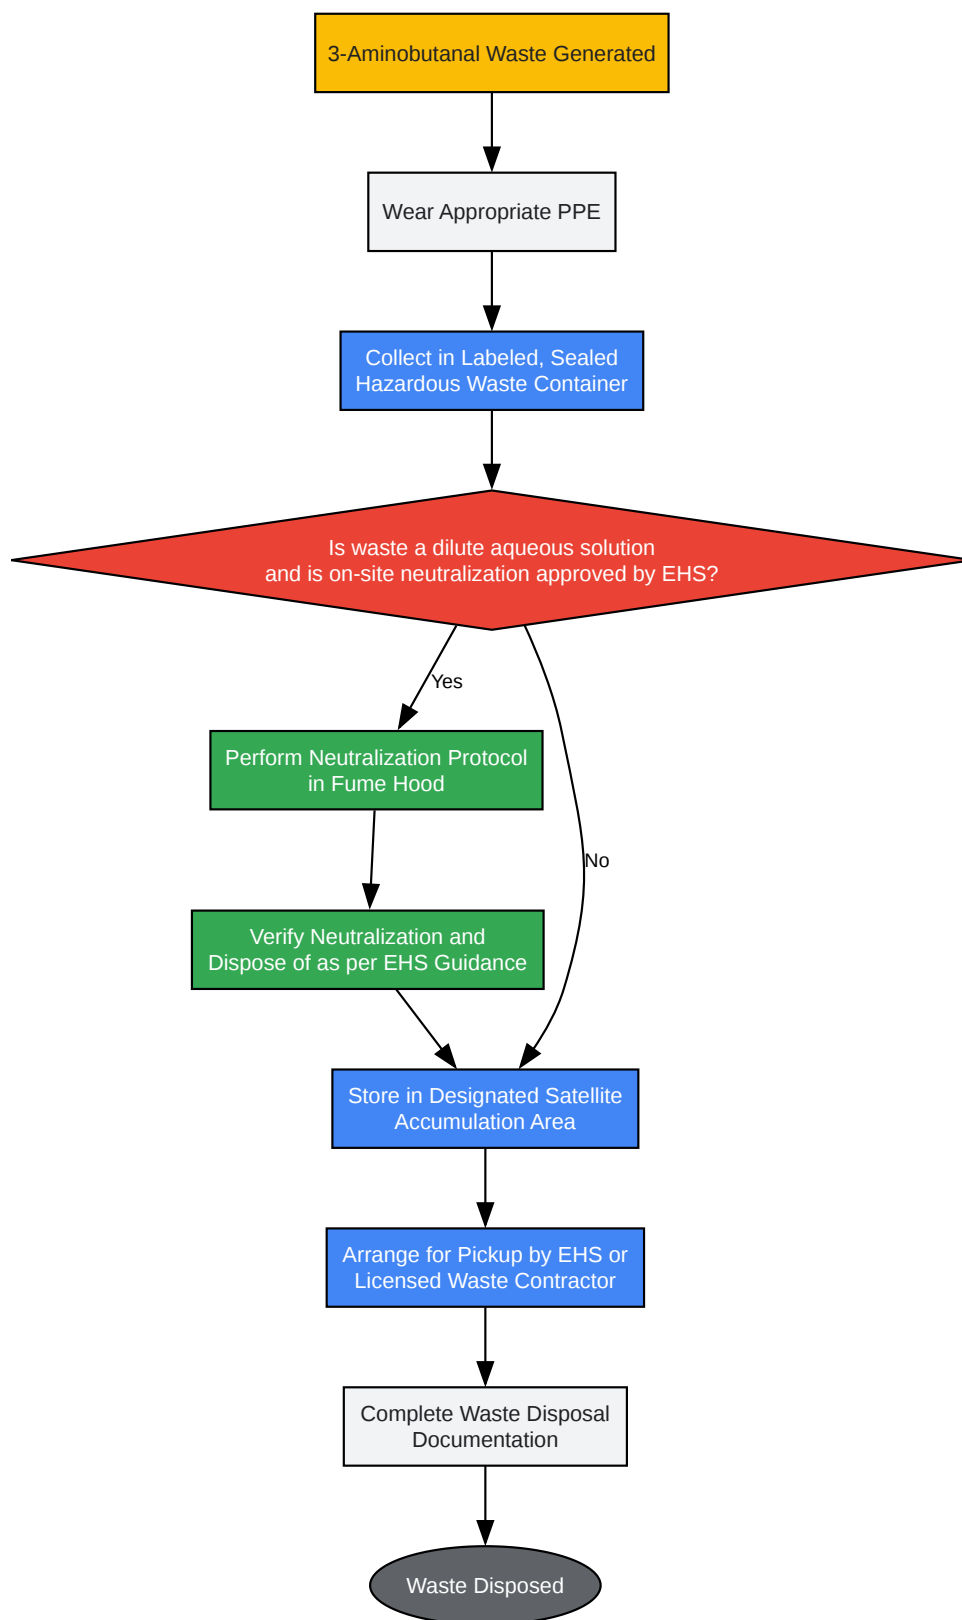 3-Aminobutanal Waste Generated
Wear Appropriate PPE
Collect in Labeled, Sealed
Hazardous Waste Container
Is waste a dilute aqueous solution
and is on-site neutralization approved by EHS?
Yes
Perform Neutralization Protocol
in Fume Hood
No
Verify Neutralization and
Dispose of as per EHS Guidance
Store in Designated Satellite
Accumulation Area
Arrange for Pickup by EHS or
Licensed Waste Contractor
Complete Waste Disposal
Documentation
Waste Disposed